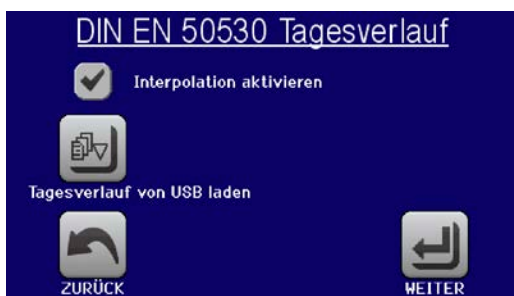 DIN EN 50530 Tagesverlauf
Interpolation aktivieren
Tagesverlauf von USB laden
ZURÜCK
WEITER